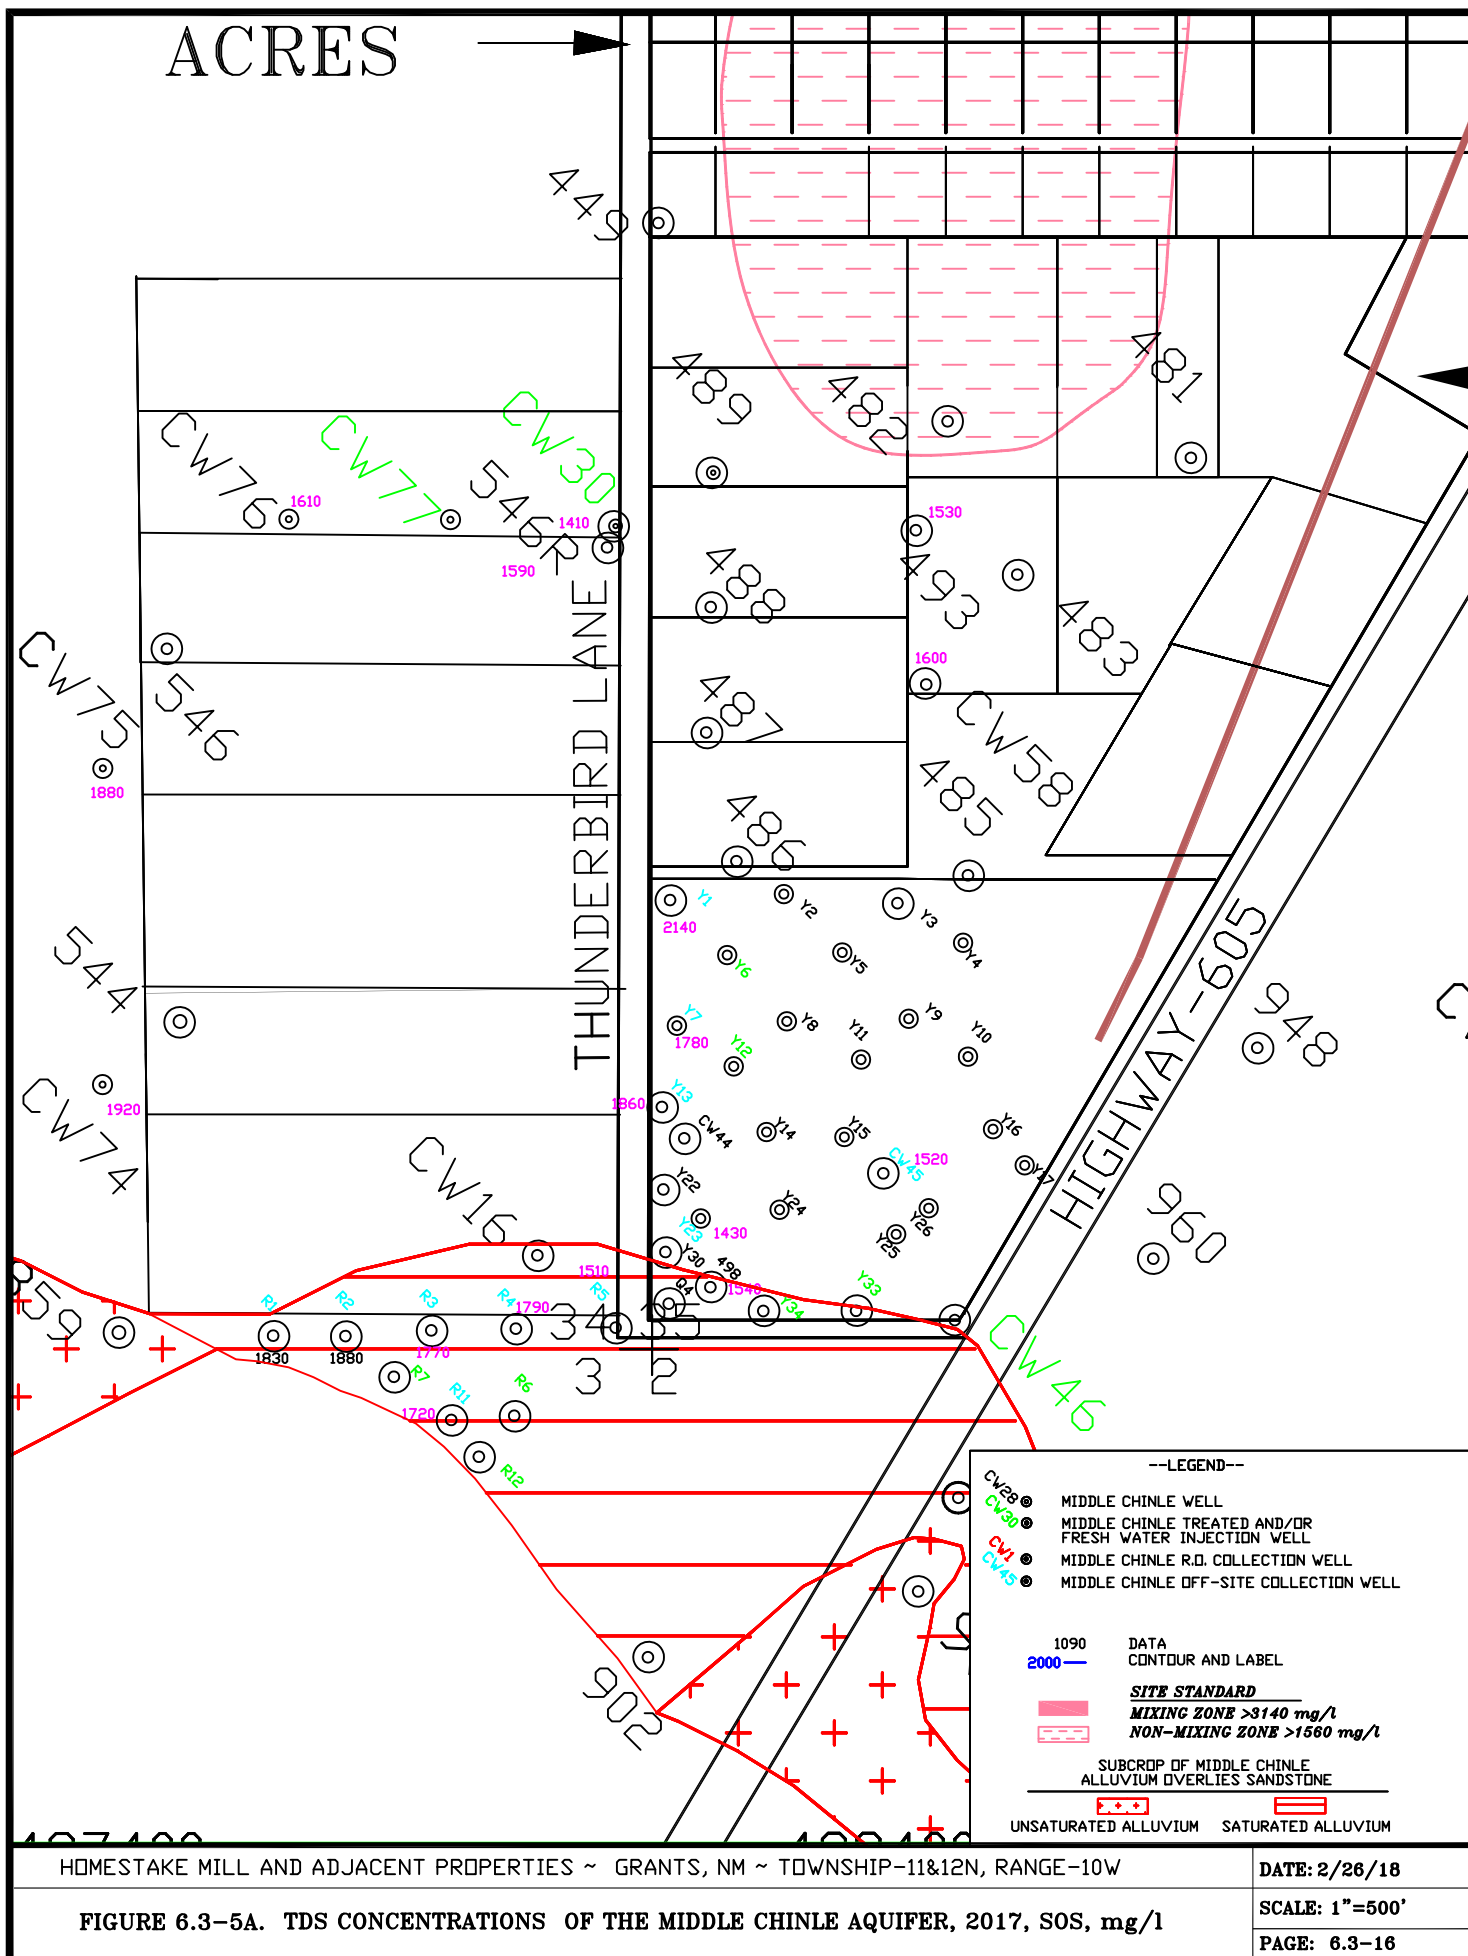 ACRES
449
481
489
482
CW30
CW76
CW77
546R
1610
1410
1530
1590
488
493
483
THUNDERBIRD LANE
CW75
546
1600
487
CW58
1880
485
486
Y1
Y2
Y3
2140
HIGHWAY-605
544
Y6
Y5
Y4
948
Y7
Y8
Y9
1780
Y12
Y11
Y10
CW74
1920
1860
Y13
CW44
Y14
Y15
Y16
CW45
1520
Y17
CW16
Y22
Y24
Y26
Y25
960
Y23
1430
Y30
498
859
1510
1540
R1
R2
R3
R4
R5
Q4
Y34
Y33
1790
34
35
1830
1880
1770
3
2
CW46
R7
R6
1720
R11
R12
902
--LEGEND--
CW28 MIDDLE CHINLE WELL
CW30 MIDDLE CHINLE TREATED AND/OR
FRESH WATER INJECTION WELL
CW1 MIDDLE CHINLE R.O. COLLECTION WELL
CW45 MIDDLE CHINLE OFF-SITE COLLECTION WELL
1090 DATA
2000 CONTOUR AND LABEL
SITE STANDARD
MIXING ZONE >3140 mg/l
NON-MIXING ZONE >1560 mg/l
SUBCROP OF MIDDLE CHINLE
ALLUVIUM OVERLIES SANDSTONE
UNSATURATED ALLUVIUM SATURATED ALLUVIUM
HOMESTAKE MILL AND ADJACENT PROPERTIES ~ GRANTS, NM ~ TOWNSHIP-11&12N, RANGE-10W
DATE: 2/26/18
FIGURE 6.3-5A. TDS CONCENTRATIONS OF THE MIDDLE CHINLE AQUIFER, 2017, SOS, mg/l
SCALE: 1"=500'
PAGE: 6.3-16